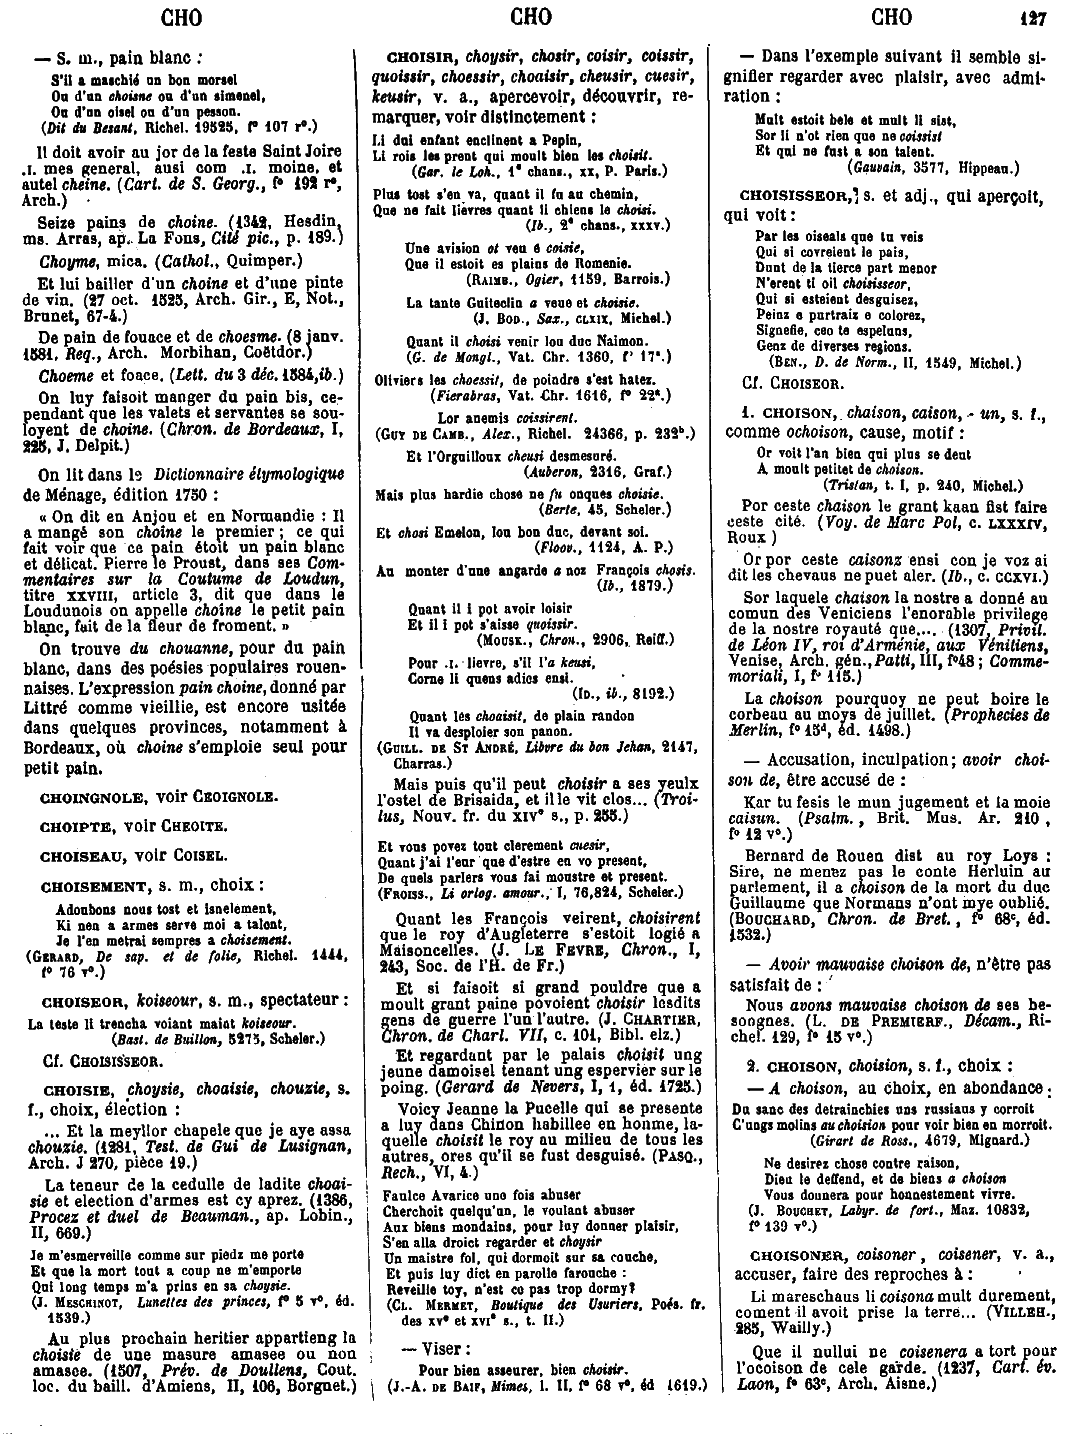 CHO
CHO
CHO 127
— S. m., pain blanc :
S'il a maschié un bon morsel
Ou d'un choisne ou d'un simenel,
Ou d'un oisel ou d'un pesson.
(Dit du Besant, Richel. 19525, f° 107 r°.)
Il doit avoir au jor de la feste Saint Joire
.I. mes general, ausi com .I. moine, et
autel cheine. (Cart. de S. Georg., f° 192 r°,
Arch.)
Seize pains de choine. (1342, Hesdin,
ms. Arras, ap. La Fons, Cité pic., p. 189.)
Choyme, mica. (Cathol., Quimper.)
Et lui bailler d'un choine et d'une pinte
de vin. (27 oct. 1525, Arch. Gir., E, Not.,
Brunet, 67-4.)
De pain de fouace et de choesme. (8 janv.
1581, Req., Arch. Morbihan, Coëtdor.)
Choeme et foace. (Lett. du 3 déc. 1584, ib.)
On luy faisoit manger du pain bis, ce-
pendant que les valets et servantes se sou-
loyent de choine. (Chron. de Bordeaux, I,
225, J. Delpit.)
On lit dans le Dictionnaire élymologique
de Ménage, édition 1750 :
« On dit en Anjou et en Normandie : Il
a mangé son choine le premier ; ce qui
fait voir que ce pain étoit un pain blanc
et délicat. Pierre le Proust, dans ses Com-
mentaires sur la Coutume de Loudun,
titre XXVIII, article 3, dit que dans le
Loudunois on appelle choine le petit pain
blanc, fait de la fleur de froment. »
On trouve du chouanne, pour du pain
blanc, dans des poésies populaires rouen-
naises. L'expression pain choine, donné par
Littré comme vieillie, est encore usitée
dans quelques provinces, notamment à
Bordeaux, où choine s'emploie seul pour
petit pain.
CHOINGNOLE, voir CEOIGNOLE.
CHOIPTE, voir CHEOITE.
CHOISEAU, voir COISEL.
CHOISEMENT, s. m., choix :
Adoubons nous tost et isnelement,
Ki nen a armes serve moi a talent,
Je l'en metrai sempres a choisement.
(GERARD, De sap. et de folie, Richel. 1444,
f° 76 v°.)
CHOISEOR, koiseour, s. m., spectateur :
La teste li trencha voiant maint koiseour.
(Bast. de Buillon, 5275, Scheler.)
Cf. CHOISISSEOR.
CHOISIE, choysie, choaisie, chouzie, s.
f., choix, élection :
... Et la meyllor chapele que je aye assa
chouzie. (1281, Test. de Gui de Lusignan,
Arch. J 270, pièce 19.)
La teneur de la cedulle de ladite choai-
sie et election d'armes est cy aprez. (1386,
Procez et duel de Beauman., ap. Lobin.,
II, 669.)
Je m'esmerveille comme sur piedz me porte
Et que la mort tout a coup ne m'emporte
Qui long temps m'a prins en sa choysie.
(J. MESCHINOT, Lunettes des princes, f° 5 v°, éd.
1539.)
Au plus prochain heritier appartieng la
choisie de une masure amasee ou non
amasee. (1507, Prév. de Doullens, Cout.
loc. du baill. d'Amiens, II, 106, Borgnet.)
CHOISIR, choysir, chosir, coisir, coissir,
quoissir, choessir, choaisir, cheusir, cuesir,
keusir, v. a., apercevoir, découvrir, re-
marquer, voir distinctement :
Li dui enfant enclinent a Pepin,
Li rois les prent qui moult bien les choisit.
(Gar. le Loh., 1e chans., XX, P. Paris.)
Plus tost s'en va, quant il fu au chemin,
Que ne fait lièvres quant il chiens le choisi.
(Ib., 2e chans., XXXV.)
Une avision ot veu e coisie,
Que il estoit es plains de Romenie.
(RAIMB., Ogier, 1159, Barrois.)
La tante Guiteclin a veue et choisie.
(J. BOD., Sax., CLXIX, Michel.)
Quant il choisi venir lou duc Naimon.
(G. de Mongl., Vat. Chr. 1360, f° 17a.)
Oliviers les choessit, de poindre s'est hatez.
(Fierabras, Vat. Chr. 1616, f° 22a.)
Lor anemis coissirent.
(GUY DE CAMB., Alex., Richel. 24366, p. 232b.)
Et l'Orguilloux cheusi desmesuré.
(Auberon, 2316, Graf.)
Mais plus hardie chose ne fu onques choisie.
(Berte, 45, Scheler.)
Et chosi Emelon, lou bon duc, devant soi.
(Floov., 1124, A. P.)
Au monter d'une angarde a noz François chosis.
(Ib., 1879.)
Quant il i pot avoir loisir
Et il i pot s'aisse quoissir.
(MOUSK., Chron., 2906, Reiff.)
Pour .I. lievre, s'il l'a keusi,
Corne li quens adies ensi.
(ID., ib., 8192.)
Quant les choaisit, de plain randon
Il va desploier son panon.
(GUILL. DE ST ANDRÉ, Libvre du bon Jehan, 2147,
Charras.)
Mais puis qu'il peut choisir a ses yeulx
l'ostel de Brisaida, et ille vit clos... (Troi-
lus, Nouv. fr. du XIVe s., p. 255.)
Et vous povez tout clerement cuesir,
Quant j'ai l'eur que d'estre en vo present,
De quels parlers vous fai monstre et present.
(FROISS., Li orlog. amour., I, 76,824, Scheler.)
Quant les François veirent, choisirent
que le roy d'Augleterre s'estoit logié a
Maisoncelles. (J. LE FEVRE, Chron., I,
243, Soc. de l'H. de Fr.)
Et si faisoit si grand pouldre que a
moult grant paine povoient choisir lesdits
gens de guerre l'un l'autre. (J. CHARTIER,
Chron. de Charl. VII, c. 101, Bibl. elz.)
Et regardant par le palais choisit ung
jeune damoisel tenant ung espervier sur le
poing. (Gerard de Nevers, I, 1, éd. 1725.)
Voicy Jeanne la Pucelle qui se presente
a luy dans Chinon habillee en homme, la-
quelle choisit le roy au milieu de tous les
autres, ores qu'il se fust desguisé. (PASQ.,
Rech., VI, 4.)
Faulce Avarice une fois abuser
Cherchoit quelqu'un, le voulant abuser
Aux biens mondains, pour luy donner plaisir,
S'en alla droict regarder et choysir
Un maistre fol, qui dormoit sur sa couche,
Et puis luy dict en parolle farouche :
Reveille toy, n'est co pas trop dormy?
(CL. MERMET, Boutique des Usuriers, Poés. fr.
des XVe et XVIe s., t. II.)
— Viser :
Pour bien asseurer, bien choisir.
(J.-A. DE BAIF, Mimes, l. II, f° 68 v°, éd 1619.)
— Dans l'exemple suivant il semble si-
gnifier regarder avec plaisir, avec admi-
ration :
Mult estoit bele et mult li sist,
Sor li n'ot rien que ne coissist
Et qui ne fust a son talent.
(Gauvain, 3577, Hippeau.)
CHOISISSEOR, s. et adj., qui aperçoit,
qui voit :
Par les oiseals que tu veis
Qui si covreient le pais,
Dunt de la tierce part menor
N'erent ti oil choisisseor,
Qui si esteient desguisez,
Peinz e purtraiz e colorez,
Signefie, ceo te espelans,
Genz de diverses regions.
(BEN., D. de Norm., II, 1549, Michel.)
Cf. CHOISEOR.
1. CHOISON, chaison, caison, - un, s. f.,
comme ochoison, cause, motif :
Or voit l'an bien qui plus se deut
A moult petitet de choison.
(Tristan, t. I, p. 240, Michel.)
Por ceste chaison le grant kaan fist faire
ceste cité. (Voy. de Marc Pol, c. LXXXIV,
Roux )
Or por ceste caisonz ensi con je voz ai
dit les chevaus ne puet aler. (Ib., c. CCXVI.)
Sor laquele chaison la nostre a donné au
comun des Veniciens l'enorable privilege
de la nostre royauté que... (1307, Privil.
de Léon IV, roi d'Arménie, aux Vénitiens,
Venise, Arch. gén., Patti, III, f° 48 ; Comme-
moriali, I, f° 115.)
La choison pourquoy ne peut boire le
corbeau au moys de juillet. (Prophecies de
Merlin, f° 15d, éd. 1498.)
— Accusation, inculpation ; avoir choi-
son de, être accusé de :
Kar tu fesis le mun jugement et la moie
caisun. (Psalm., Brit. Mus. Ar. 210,
f° 12 v°.)
Bernard de Rouen dist au roy Loys :
Sire, ne menez pas le conte Herluin au
parlement, il a choison de la mort du duc
Guillaume que Normans n'ont mye oublié.
(BOUCHARD, Chron. de Bret., f° 68c, éd.
1532.)
— Avoir mauvaise choison de, n'être pas
satisfait de :
Nous avons mauvaise choison de ses be-
songnes. (L. DE PREMIERF., Décam., Ri-
chel. 129, f° 15 v°.)
2. CHOISON, choision, s. f., choix :
— A choison, au choix, en abondance :
Du sanc des detrainchies uns russiaus y corroit
C'ungs molins au choision pour voir bien en morroit.
(Girart de Ross., 4679, Mignard.)
Ne desirez chose contre raison,
Dieu le deffend, et de biens a choison
Vous donnera pour honnestement vivre.
(J. BOUCHET, Labyr. de fort., Maz. 10832,
f° 139 v°.)
CHOISONER, coisoner, coisener, v. a.,
accuser, faire des reproches à :
Li mareschaus li coisona mult durement,
coment il avoit prise la terre... (VILLEH.,
285, Wailly.)
Que il nullui ne coisenera a tort pour
l'ocoison de cele garde. (1237, Cart. év.
Laon, f° 63c, Arch. Aisne.)